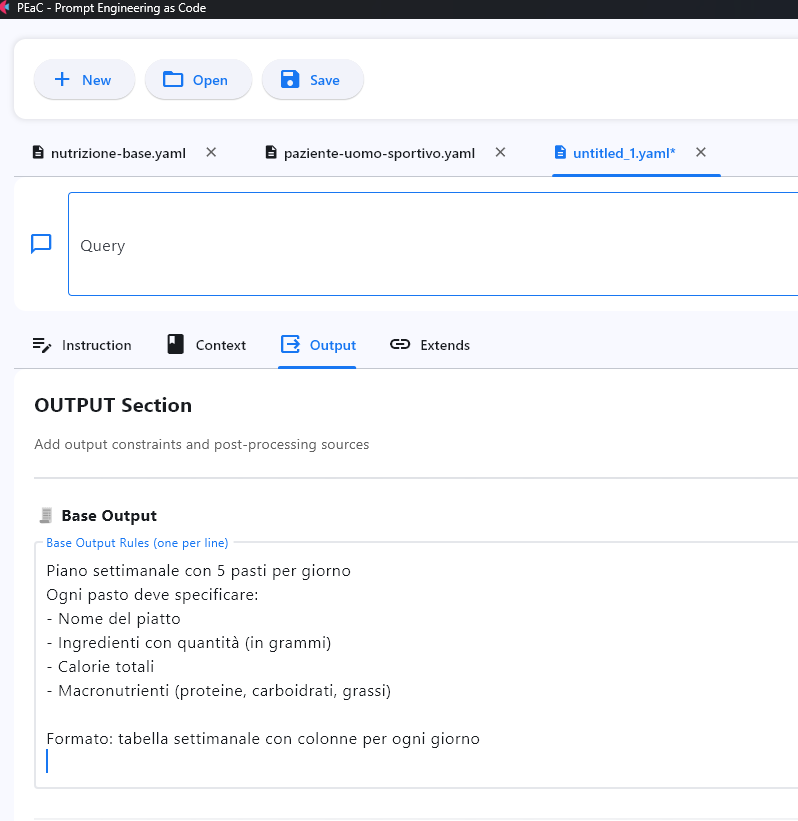 PEaC - Prompt Engineering as Code
New Open Save
nutrizione-base.yaml paziente-uomo-sportivo.yaml untitled_1.yaml*
Query
Instruction Context Output Extends
OUTPUT Section
Add output constraints and post-processing sources
Base Output
Base Output Rules (one per line)
Piano settimanale con 5 pasti per giorno
Ogni pasto deve specificare:
- Nome del piatto
- Ingredienti con quantità (in grammi)
- Calorie totali
- Macronutrienti (proteine, carboidrati, grassi)
Formato: tabella settimanale con colonne per ogni giorno